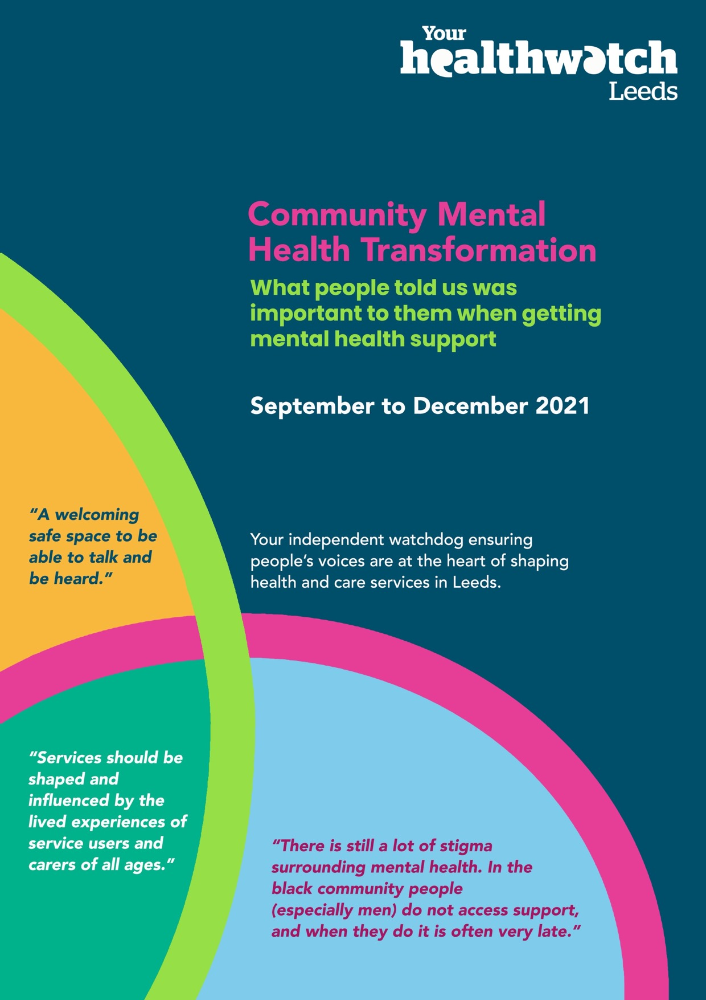 Your
healthwatch
Leeds
Community Mental
Health Transformation
What people told us was
important to them when getting
mental health support
September to December 2021
“A welcoming
safe space to be
able to talk and
be heard.”
Your independent watchdog ensuring
people’s voices are at the heart of shaping
health and care services in Leeds.
“Services should be
shaped and
influenced by the
lived experiences of
service users and
carers of all ages.”
“There is still a lot of stigma
surrounding mental health. In the
black community people
(especially men) do not access support,
and when they do it is often very late.”